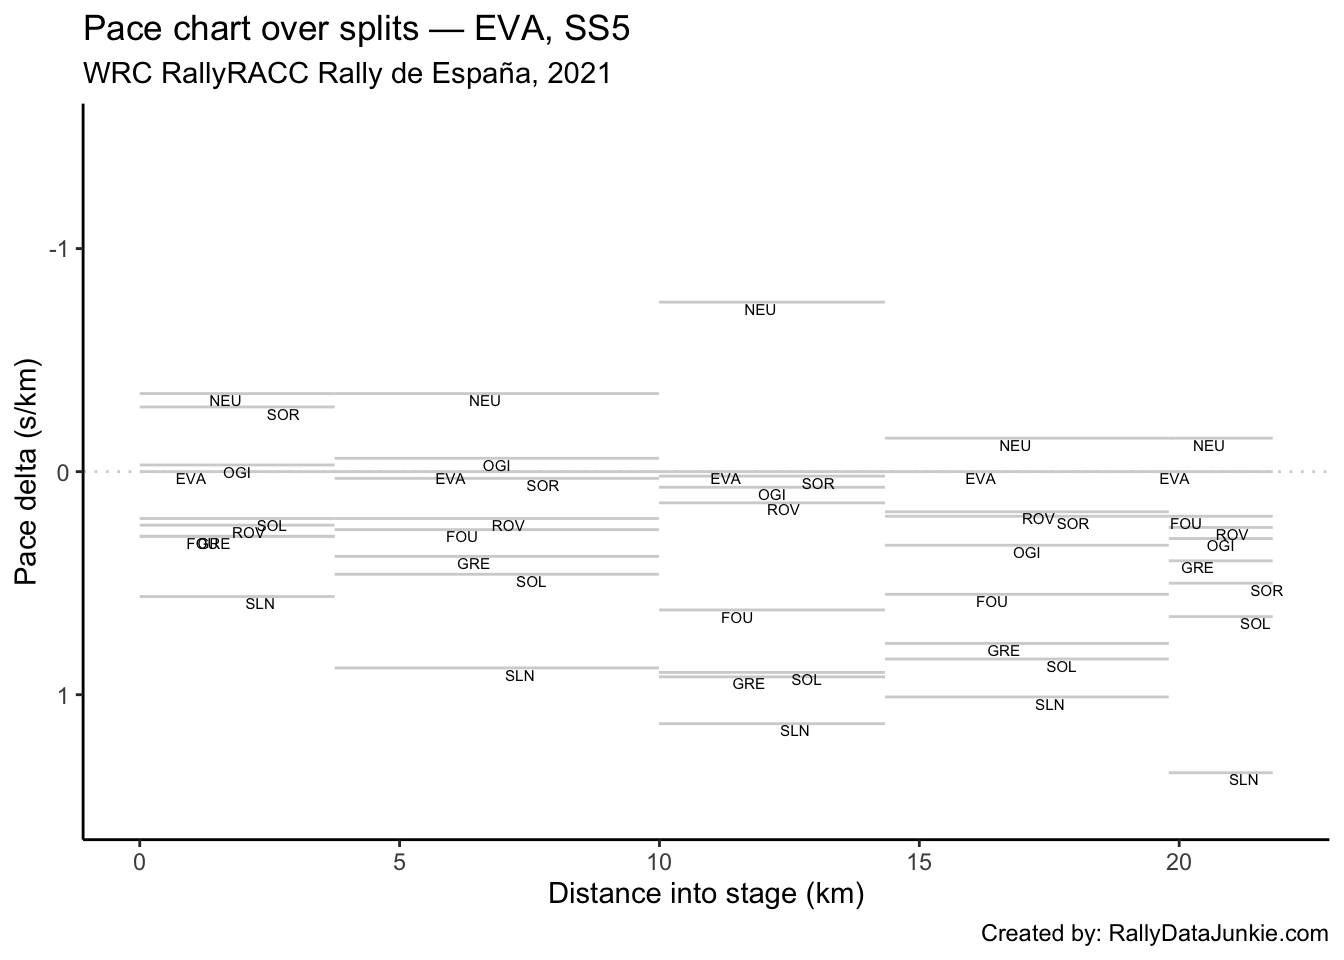 Pace chart over splits — EVA, SS5
WRC RallyRACC Rally de España, 2021
Pace delta (s/km)
-1
0
1
NEU
SOR
OGI
EVA
SOL
ROV
FOU
GRE
SLN
NEU
OGI
EVA
SOR
ROV
FOU
GRE
SOL
SLN
NEU
EVA
SOR
OGI
ROV
FOU
SOL
GRE
SLN
NEU
EVA
ROV
SOR
OGI
FOU
GRE
SOL
SLN
NEU
EVA
FOU
ROV
OGI
GRE
SOR
SOL
SLN
0 5 10 15 20
Distance into stage (km)
Created by: RallyDataJunkie.com